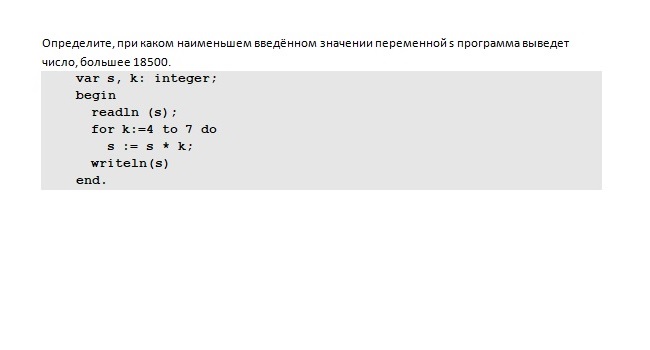 Определите, при каком наименьшем введённом значении переменной s программа выведет
число, большее 18500.
var s, k: integer;
begin
readln (s);
for k:=4 to 7 do
s := s * k;
writeln(s)
end.